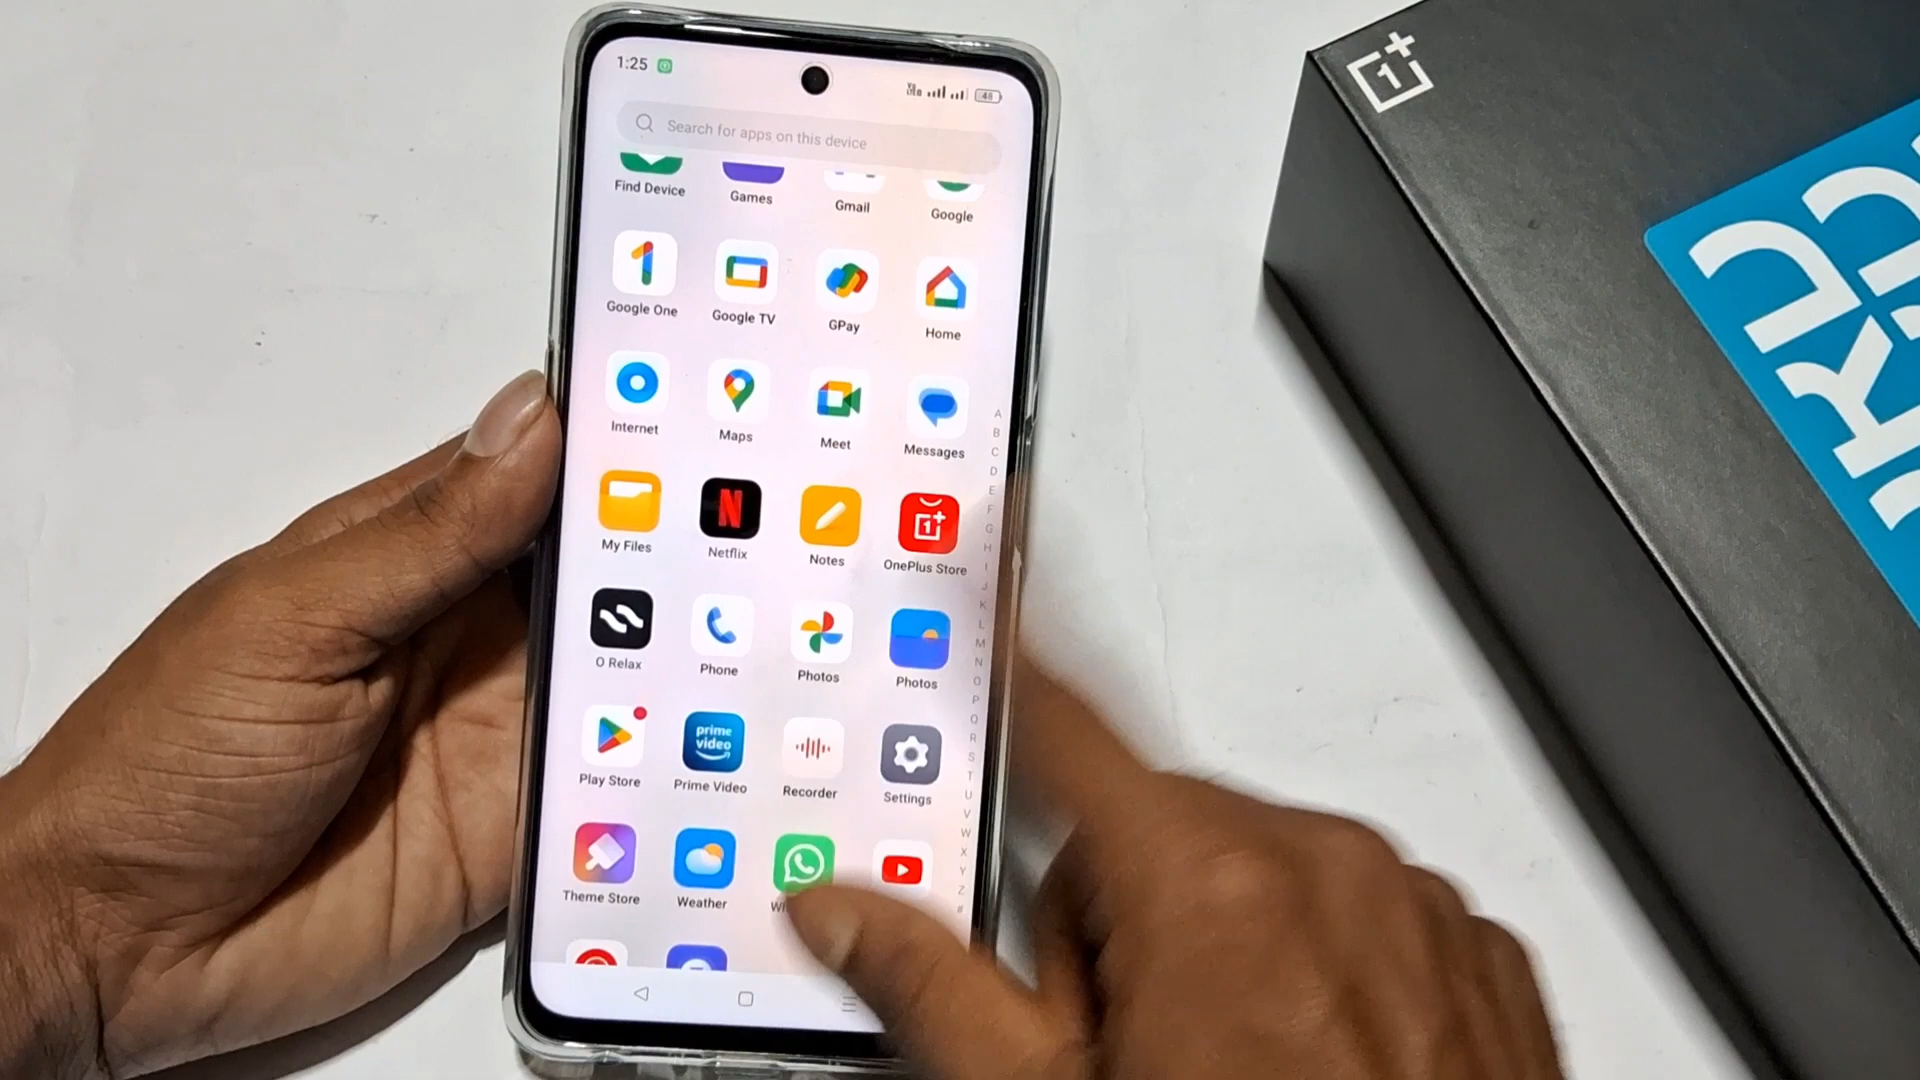 1:25
48
Search for apps on this device
Find Device
Games
Gmail
Google
Google One
Google TV
GPay
Home
Internet
Maps
Meet
Messages
My Files
Netflix
Notes
OnePlus Store
O Relax
Phone
Photos
Photos
Play Store
prime video
Prime Video
Recorder
Settings
Theme Store
Weather
A
B
C
D
E
F
G
H
I
J
K
L
M
N
O
P
Q
R
S
T
U
V
W
X
Y
Z
#